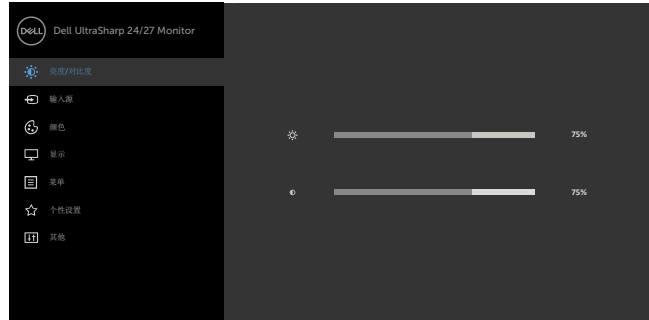 DELL
Dell UltraSharp 24/27 Monitor
亮度/对比度
输入源
颜色
显示
菜单
个性设置
其他
75%
75%